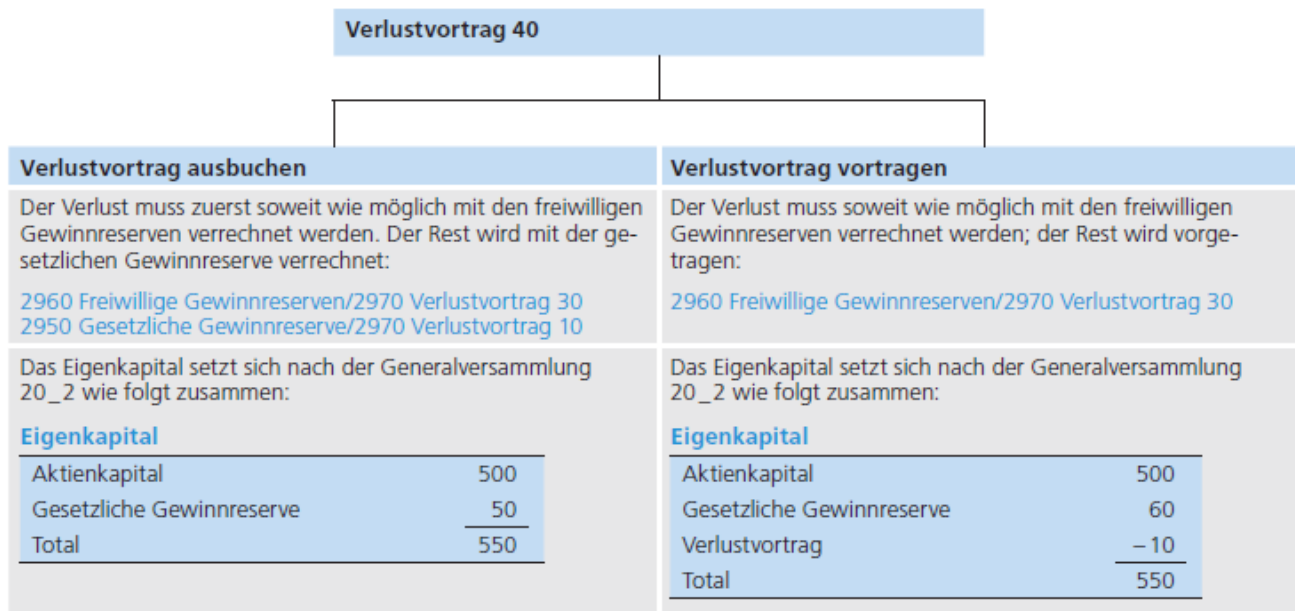 Verlustvortrag 40
Verlustvortrag ausbuchen
Der Verlust muss zuerst soweit wie möglich mit den freiwilligen
Gewinnreserven verrechnet werden. Der Rest wird mit der ge-
setzlichen Gewinnreserve verrechnet:
2960 Freiwillige Gewinnreserven/2970 Verlustvortrag 30
2950 Gesetzliche Gewinnreserve/2970 Verlustvortrag 10
Das Eigenkapital setzt sich nach der Generalversammlung
20_2 wie folgt zusammen:
Eigenkapital
Aktienkapital 500
Gesetzliche Gewinnreserve 50
Total 550
Verlustvortrag vortragen
Der Verlust muss soweit wie möglich mit den freiwilligen
Gewinnreserven verrechnet werden; der Rest wird vorge-
tragen:
2960 Freiwillige Gewinnreserven/2970 Verlustvortrag 30
Das Eigenkapital setzt sich nach der Generalversammlung
20_2 wie folgt zusammen:
Eigenkapital
Aktienkapital 500
Gesetzliche Gewinnreserve 60
Verlustvortrag – 10
Total 550